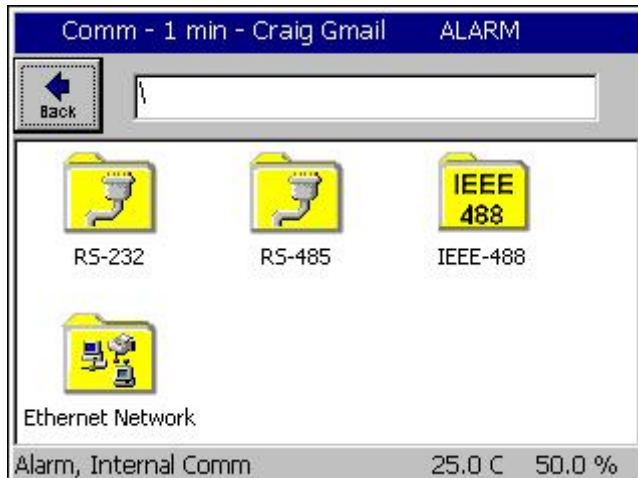 Comm - 1 min - Craig Gmail ALARM
Back
\
RS-232 RS-485 IEEE-488
IEEE
488
Ethernet Network
Alarm, Internal Comm 25.0 C 50.0 %